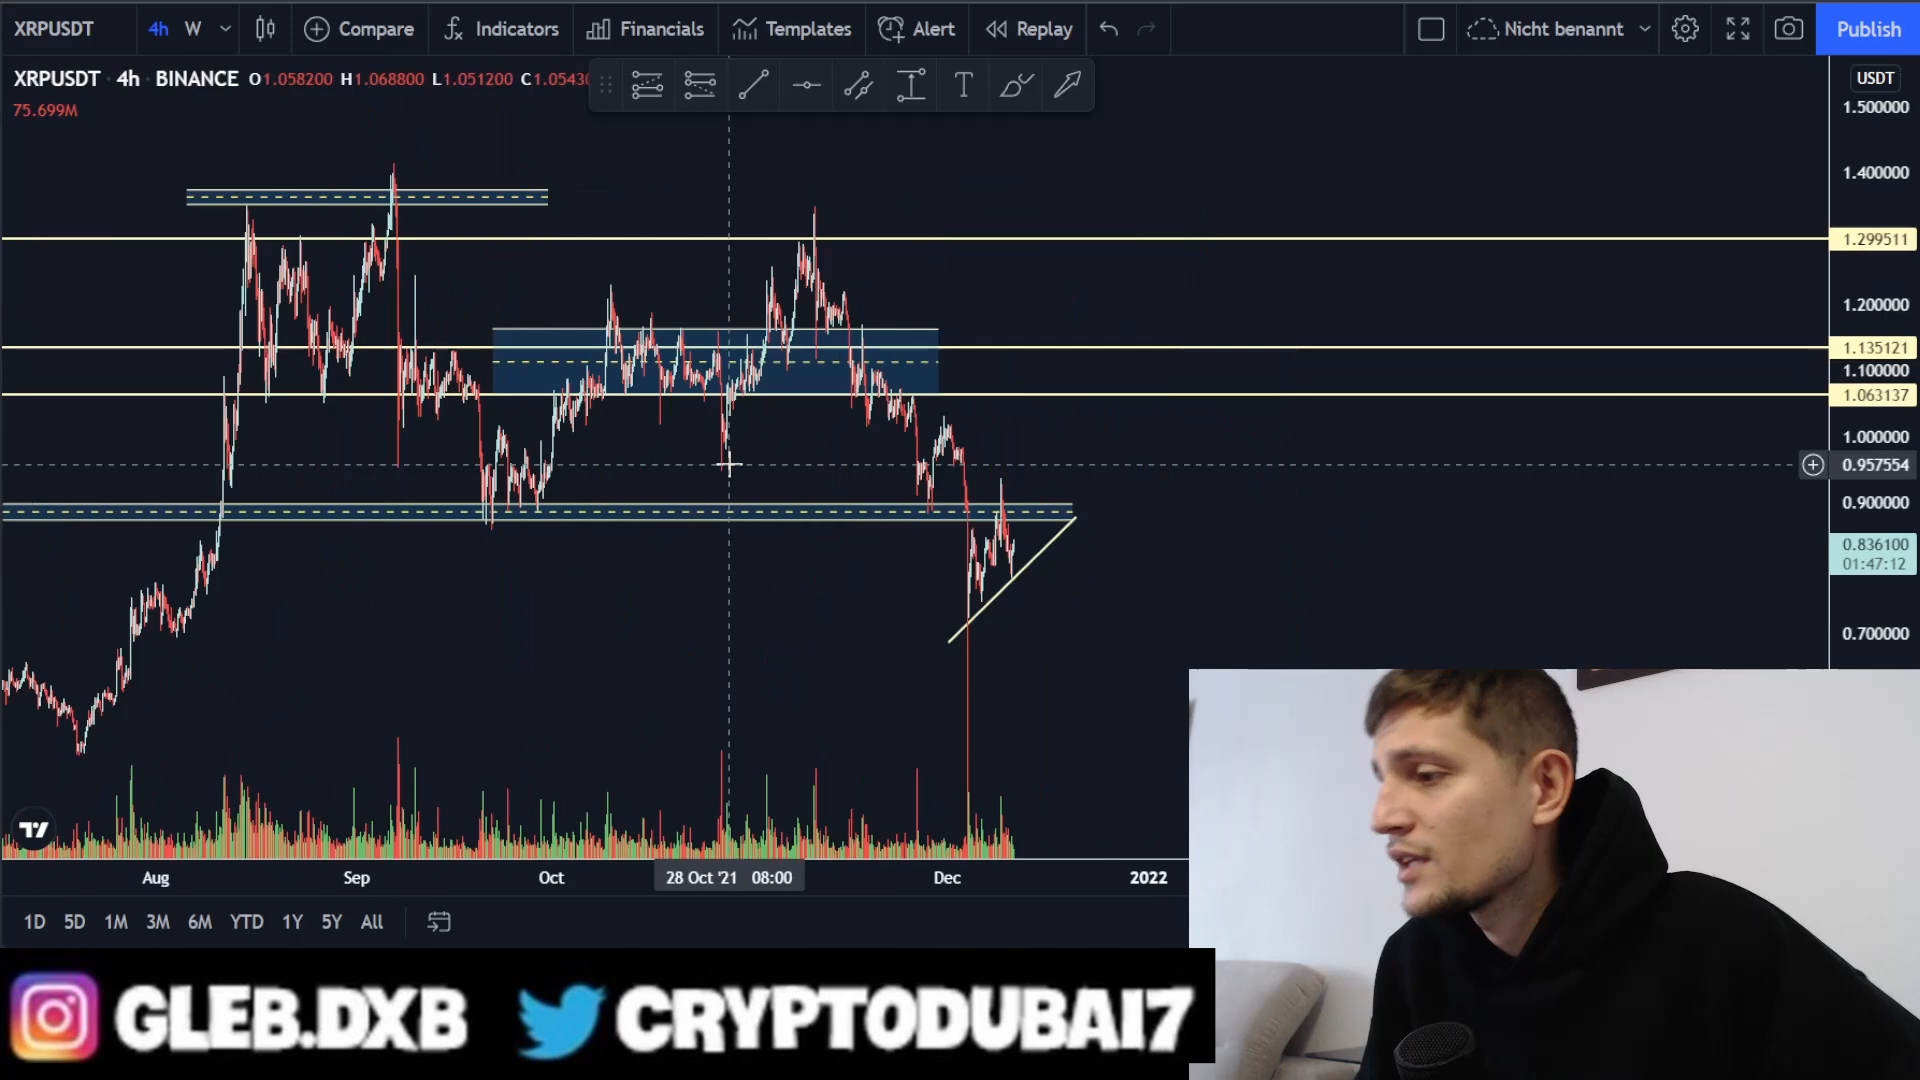 XRPUSDT 4h W Compare Indicators Financials Templates Alert Replay Nicht benannt Publish
XRPUSDT · 4h · BINANCE O1.058200 H1.068800 L1.051200 C1.05430
75.699M
USDT
1.500000
1.400000
1.299511
1.200000
1.135121
1.100000
1.063137
1.000000
0.957554
0.900000
0.836100
01:47:12
0.700000
Aug Sep Oct 28 Oct '21 08:00 Dec 2022
1D 5D 1M 3M 6M YTD 1Y 5Y All
GLEB.DXB CRYPTODUBAI7